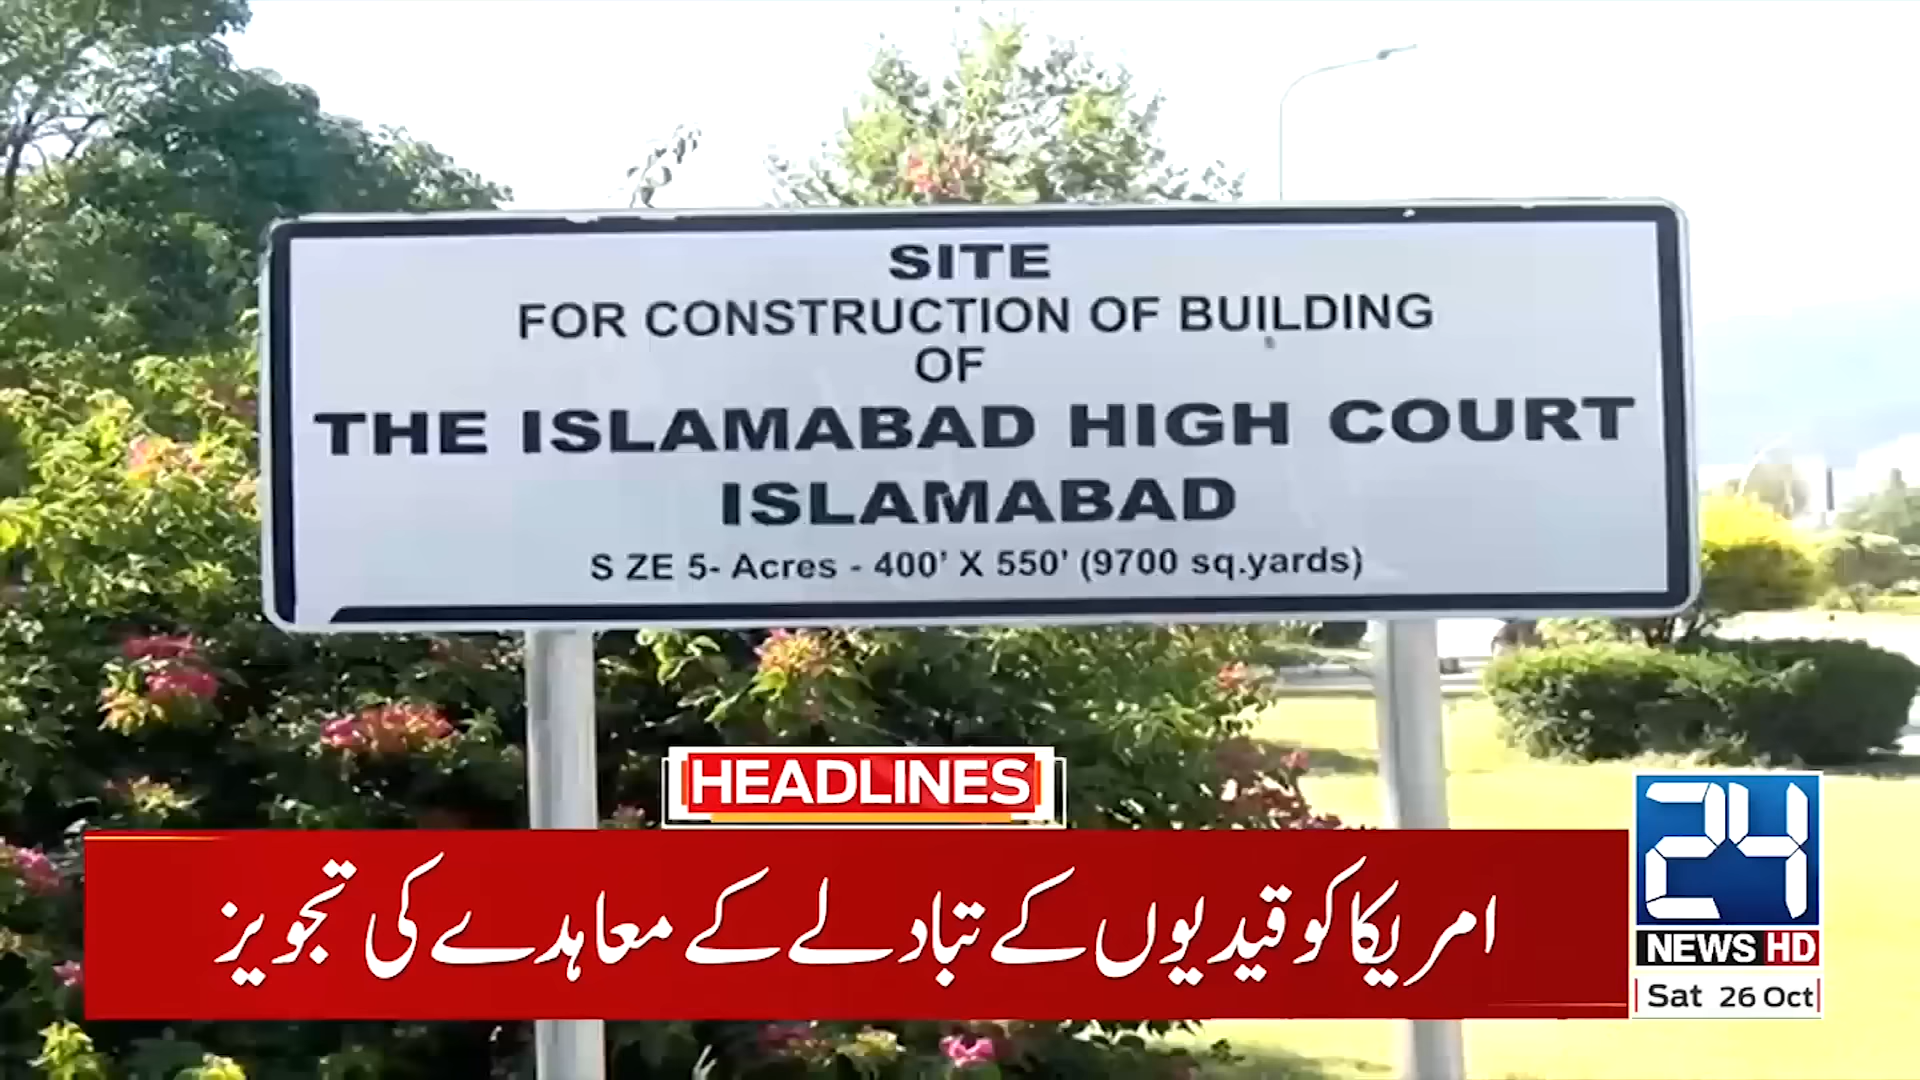 SITE
FOR CONSTRUCTION OF BUILDING
OF
THE ISLAMABAD HIGH COURT
ISLAMABAD
S ZE 5- Acres - 400' X 550' (9700 sq.yards)
HEADLINES
امریکا کو قیدیوں کے تبادلے کے معاہدے کی تجویز
24
NEWS HD
Sat 26 Oct